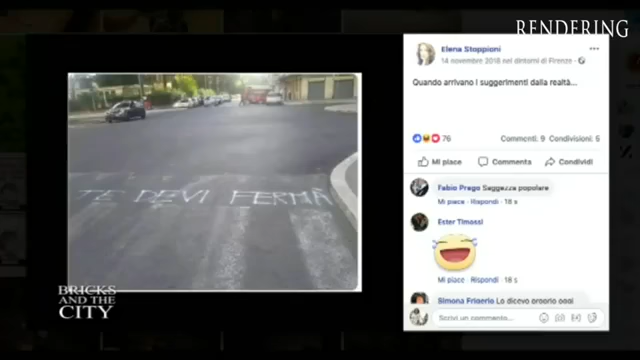 RENDERING
Elena Stoppioni
14 novembre 2018 nei dintorni di Firenze ·
Quando arrivano i suggerimenti dalla realtà...
76
Commenti: 9 Condivisioni: 6
Mi piace Commenta Condividi
Fabio Prago Saggezza popolare
Mi piace · Rispondi · 18 s
Ester Timossi
Mi piace · Rispondi · 18 s
Simona Frigerio Lo dicevo proprio oggi
Scrivi un commento...
TE DEVI FERMÀ
BRICKS
AND THE
CITY